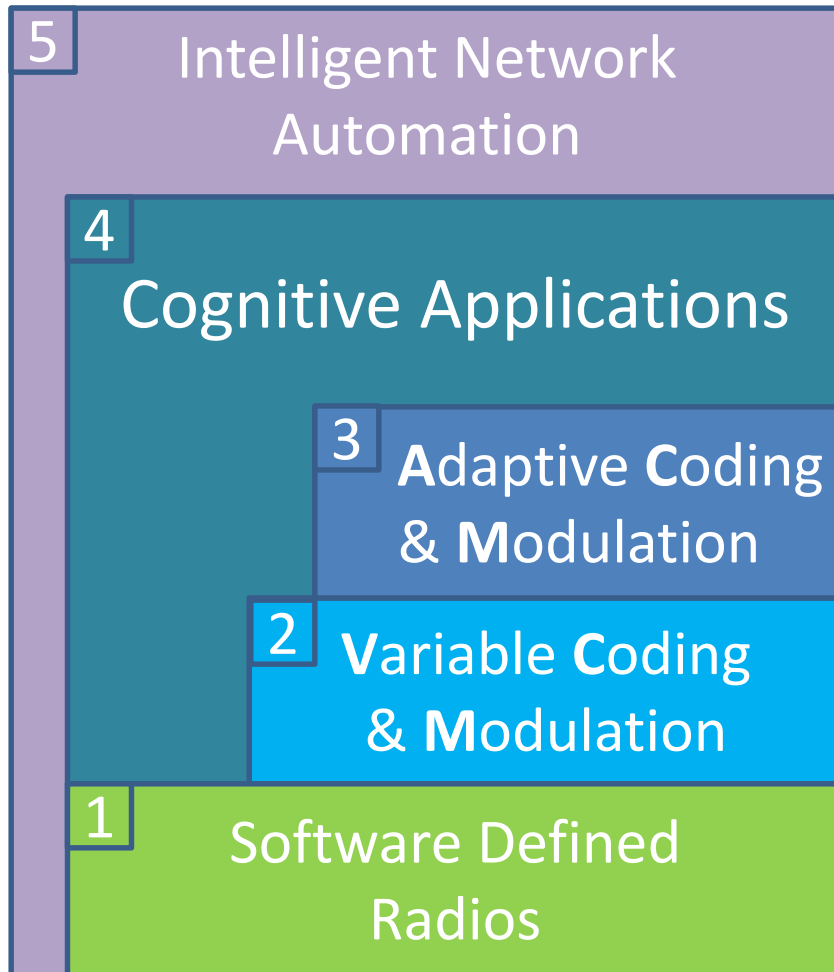 5
Intelligent Network
Automation
4
Cognitive Applications
3
Adaptive Coding
& Modulation
2
Variable Coding
& Modulation
1
Software Defined
Radios